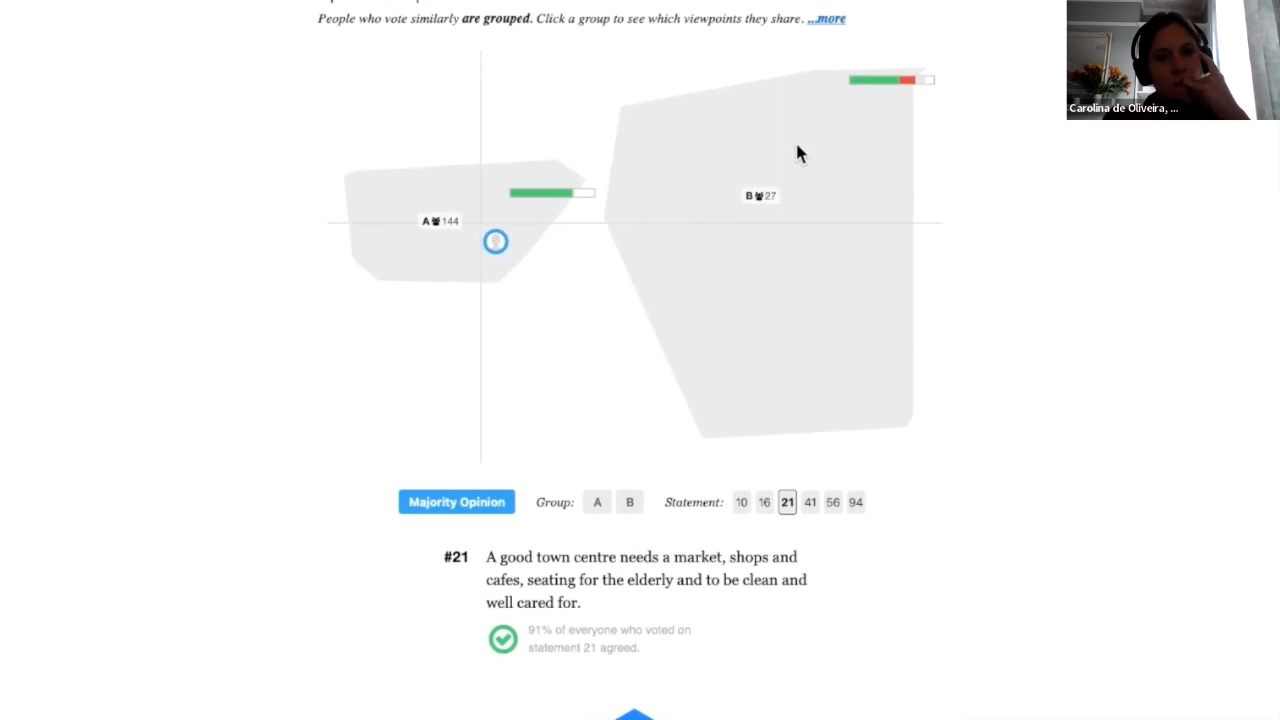 People who vote similarly are grouped. Click a group to see which viewpoints they share. ...more
Carolina de Oliveira, ...
A 144
B 27
Majority Opinion Group: A B Statement: 10 16 21 41 56 94
#21 A good town centre needs a market, shops and
cafes, seating for the elderly and to be clean and
well cared for.
91% of everyone who voted on
statement 21 agreed.